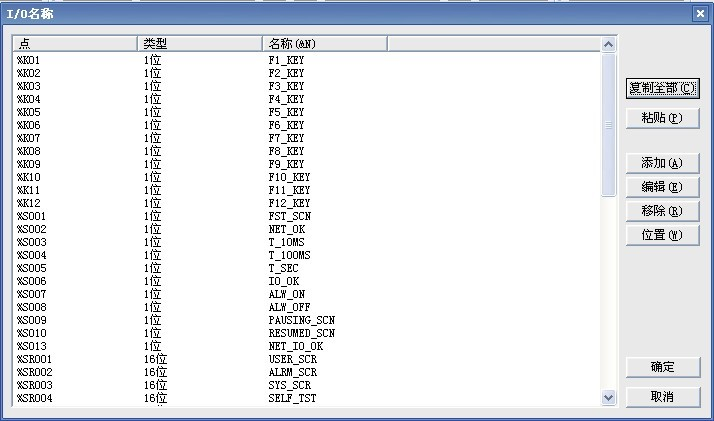 I/O名称
点 类型 名称(&N)
%K01 1位 F1_KEY
%K02 1位 F2_KEY
%K03 1位 F3_KEY
%K04 1位 F4_KEY
%K05 1位 F5_KEY
%K06 1位 F6_KEY
%K07 1位 F7_KEY
%K08 1位 F8_KEY
%K09 1位 F9_KEY
%K10 1位 F10_KEY
%K11 1位 F11_KEY
%K12 1位 F12_KEY
%S001 1位 FST_SCN
%S002 1位 NET_OK
%S003 1位 T_10MS
%S004 1位 T_100MS
%S005 1位 T_SEC
%S006 1位 IO_OK
%S007 1位 ALW_ON
%S008 1位 ALW_OFF
%S009 1位 PAUSING_SCN
%S010 1位 RESUMED_SCN
%S013 1位 NET_IO_OK
%SR001 16位 USER_SCR
%SR002 16位 ALRM_SCR
%SR003 16位 SYS_SCR
%SR004 16位 SELF_TST
复制全部(C)
粘贴(P)
添加(A)
编辑(E)
移除(R)
位置(W)
确定
取消